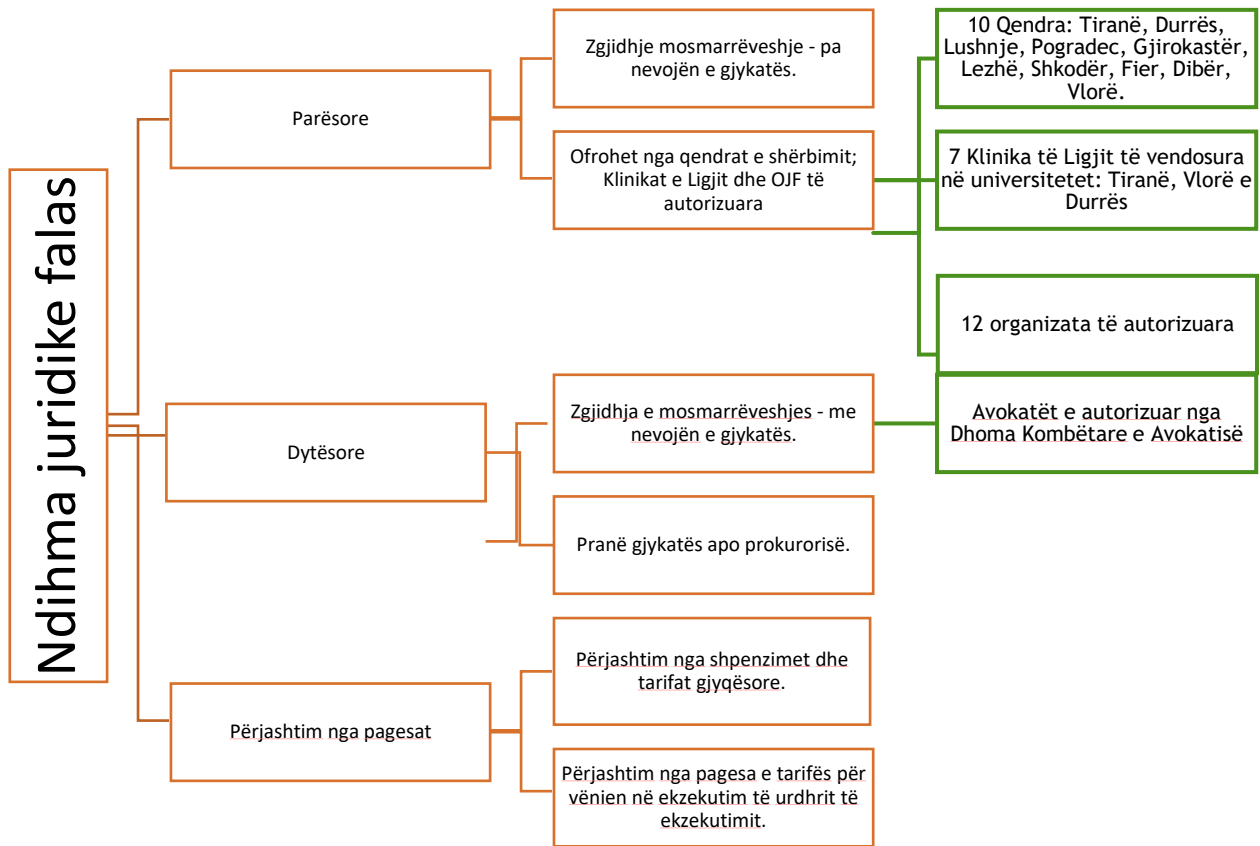 Ndihma juridike falas
Parësore
Zgjidhje mosmarrëveshje - pa
nevojën e gjykatës.
Ofrohet nga qendrat e shërbimit;
Klinikat e Ligjit dhe OJF të
autorizuara
10 Qendra: Tiranë, Durrës,
Lushnje, Pogradec, Gjirokastër,
Lezhë, Shkodër, Fier, Dibër,
Vlorë.
7 Klinika të Ligjit të vendosura
në universitetet: Tiranë, Vlorë e
Durrës
12 organizata të autorizuara
Dytësore
Zgjidhja e mosmarrëveshjes - me
nevojën e gjykatës.
Avokatët e autorizuar nga
Dhoma Kombëtare e Avokatisë
Pranë gjykatës apo prokurorisë.
Përjashtim nga pagesat
Përjashtim nga shpenzimet dhe
tarifat gjyqësore.
Përjashtim nga pagesa e tarifës për
vënien në ekzekutim të urdhrit të
ekzekutimit.